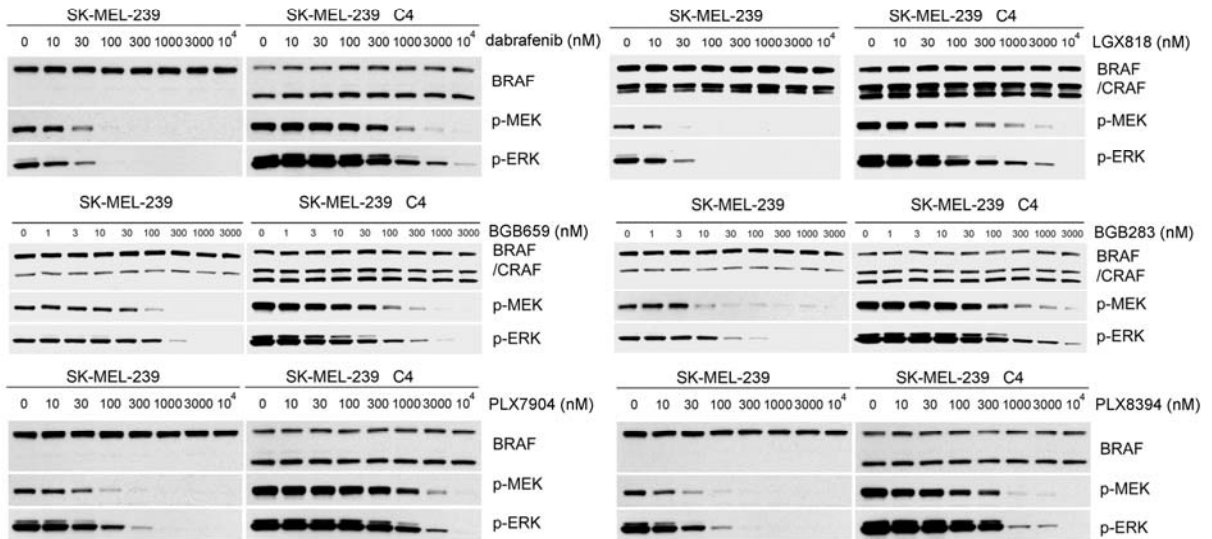 SK-MEL-239 SK-MEL-239 C4
0 10 30 100 300 1000 3000 10⁴ 0 10 30 100 300 1000 3000 10⁴ dabrafenib (nM)
BRAF
p-MEK
p-ERK
SK-MEL-239 SK-MEL-239 C4
0 10 30 100 300 1000 3000 10⁴ 0 10 30 100 300 1000 3000 10⁴ LGX818 (nM)
BRAF
/CRAF
p-MEK
p-ERK
SK-MEL-239 SK-MEL-239 C4
0 1 3 10 30 100 300 1000 3000 0 1 3 10 30 100 300 1000 3000 BGB659 (nM)
BRAF
/CRAF
p-MEK
p-ERK
SK-MEL-239 SK-MEL-239 C4
0 1 3 10 30 100 300 1000 3000 0 1 3 10 30 100 300 1000 3000 BGB283 (nM)
BRAF
/CRAF
p-MEK
p-ERK
SK-MEL-239 SK-MEL-239 C4
0 10 30 100 300 1000 3000 10⁴ 0 10 30 100 300 1000 3000 10⁴ PLX7904 (nM)
BRAF
p-MEK
p-ERK
SK-MEL-239 SK-MEL-239 C4
0 10 30 100 300 1000 3000 10⁴ 0 10 30 100 300 1000 3000 10⁴ PLX8394 (nM)
BRAF
p-MEK
p-ERK